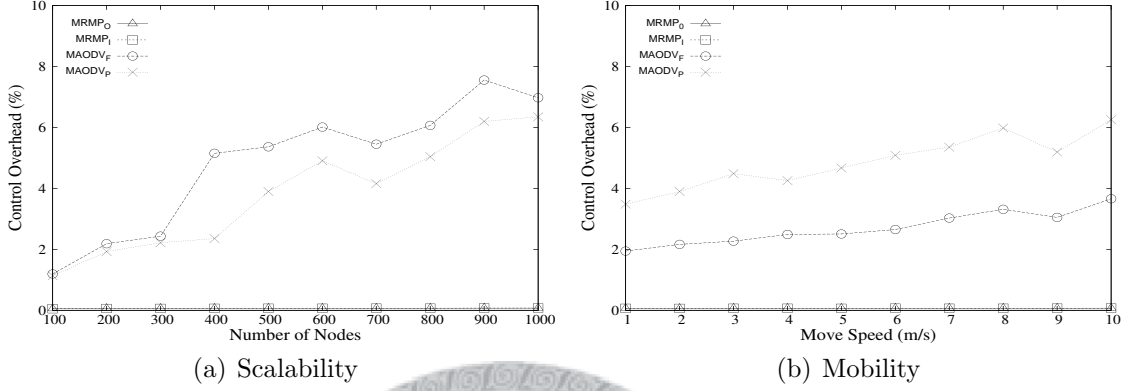 MRMP_O
MRMP_I
MAODV_F
MAODV_P
Control Overhead (%)
10
8
6
4
2
0
100 200 300 400 500 600 700 800 900 1000
Number of Nodes
(a) Scalability
MRMP_0
MRMP_I
MAODV_F
MAODV_P
Control Overhead (%)
10
8
6
4
2
0
1 2 3 4 5 6 7 8 9 10
Move Speed (m/s)
(b) Mobility